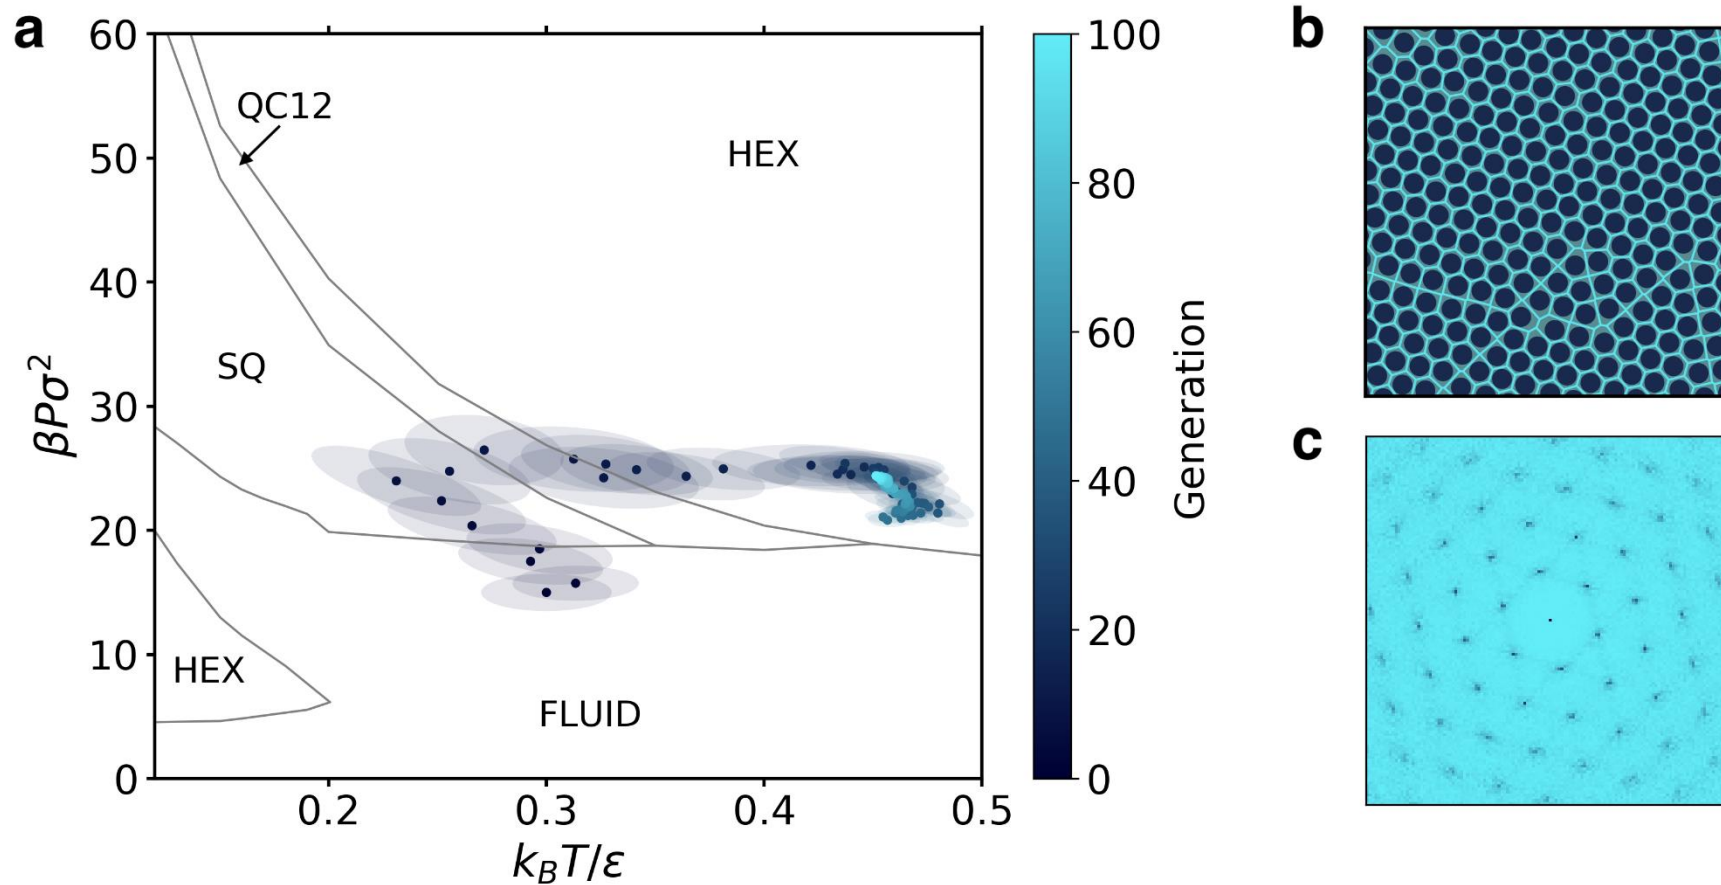 a
60
50
40
30
20
10
0
βPσ²
QC12
HEX
SQ
HEX
FLUID
0.2
0.3
0.4
0.5
k_BT/ε
100
80
60
40
20
0
Generation
b
c